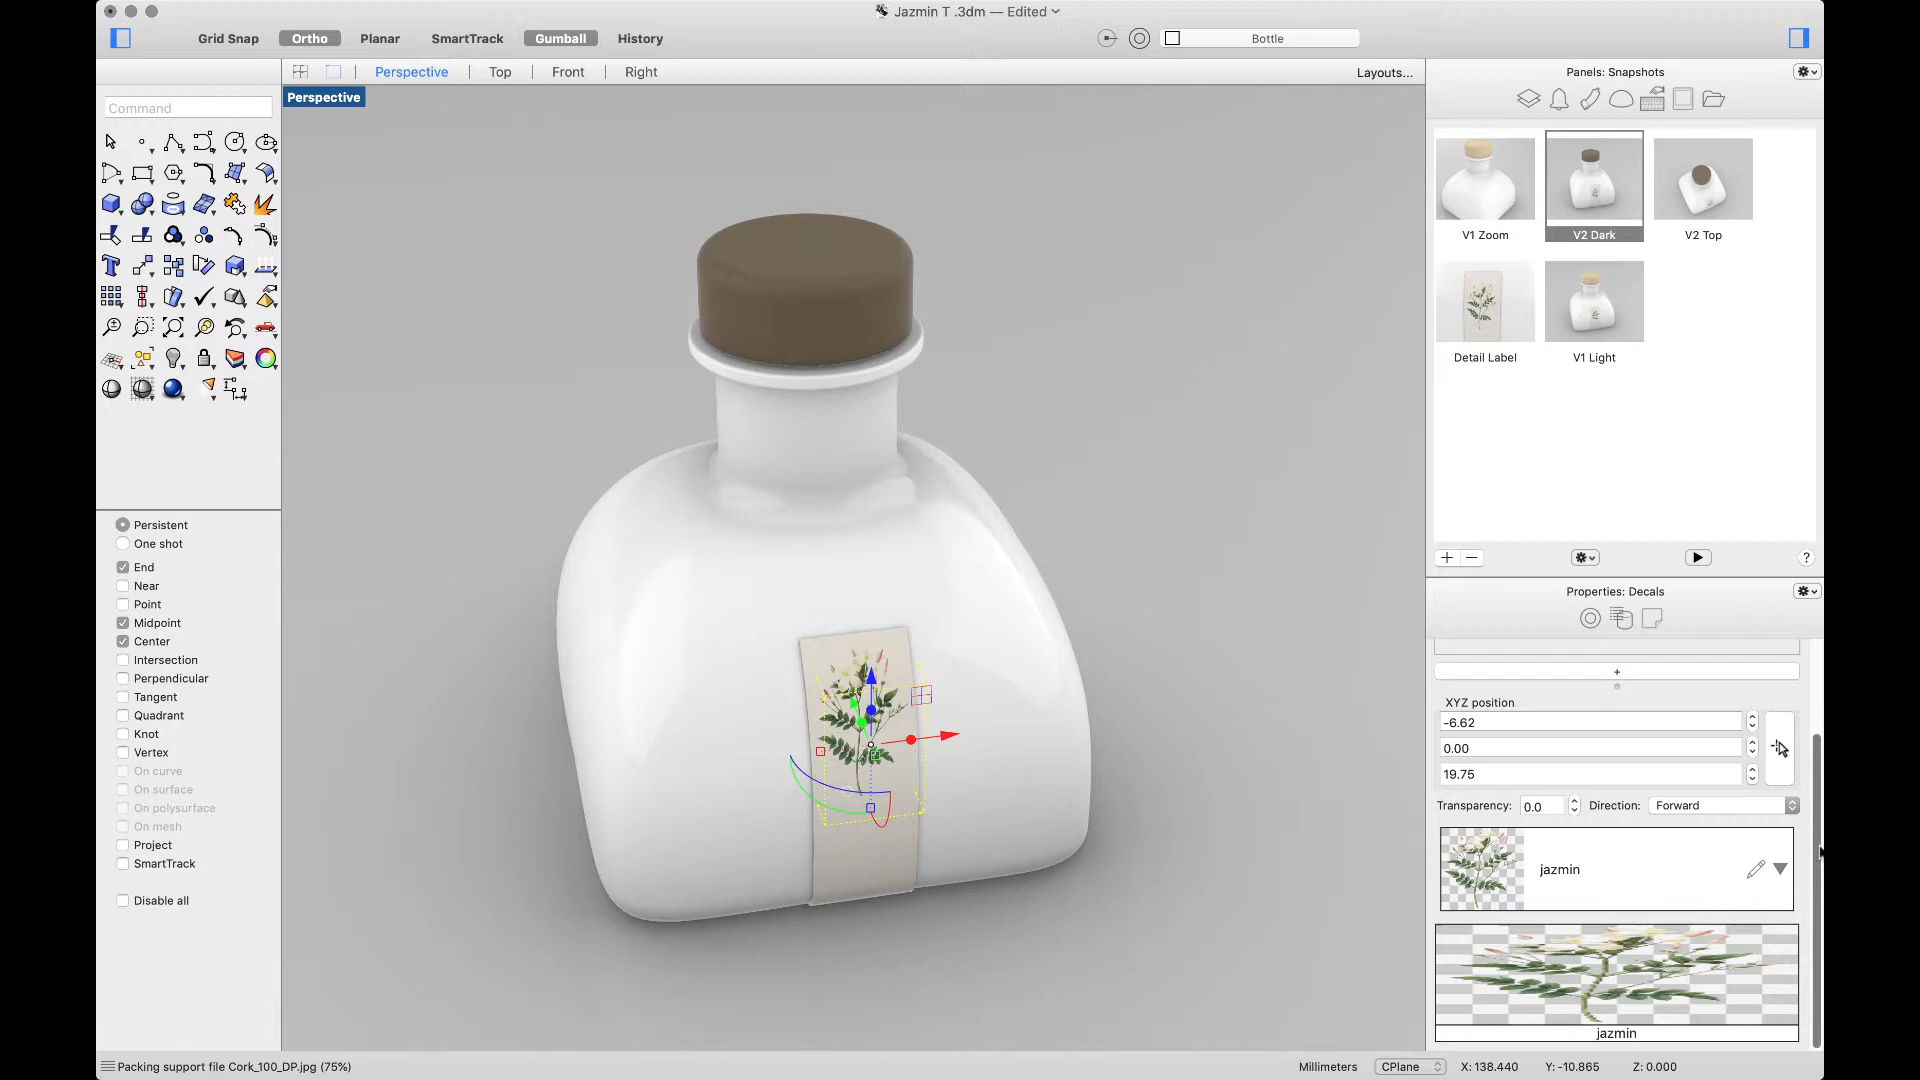 Jazmin T .3dm — Edited
Grid Snap
Ortho
Planar
SmartTrack
Gumball
History
Bottle
Perspective
Top
Front
Right
Layouts...
Panels: Snapshots
Perspective
Command
V1 Zoom
V2 Dark
V2 Top
Detail Label
V1 Light
Persistent
One shot
End
Near
Point
Midpoint
Center
Intersection
Perpendicular
Tangent
Quadrant
Knot
Vertex
On curve
On surface
On polysurface
On mesh
Project
SmartTrack
Disable all
+
−
?
Properties: Decals
+
XYZ position
-6.62
0.00
19.75
Transparency: 0.0
Direction: Forward
jazmin
jazmin
Packing support file Cork_100_DP.jpg (75%)
Millimeters
CPlane
X: 138.440
Y: -10.865
Z: 0.000